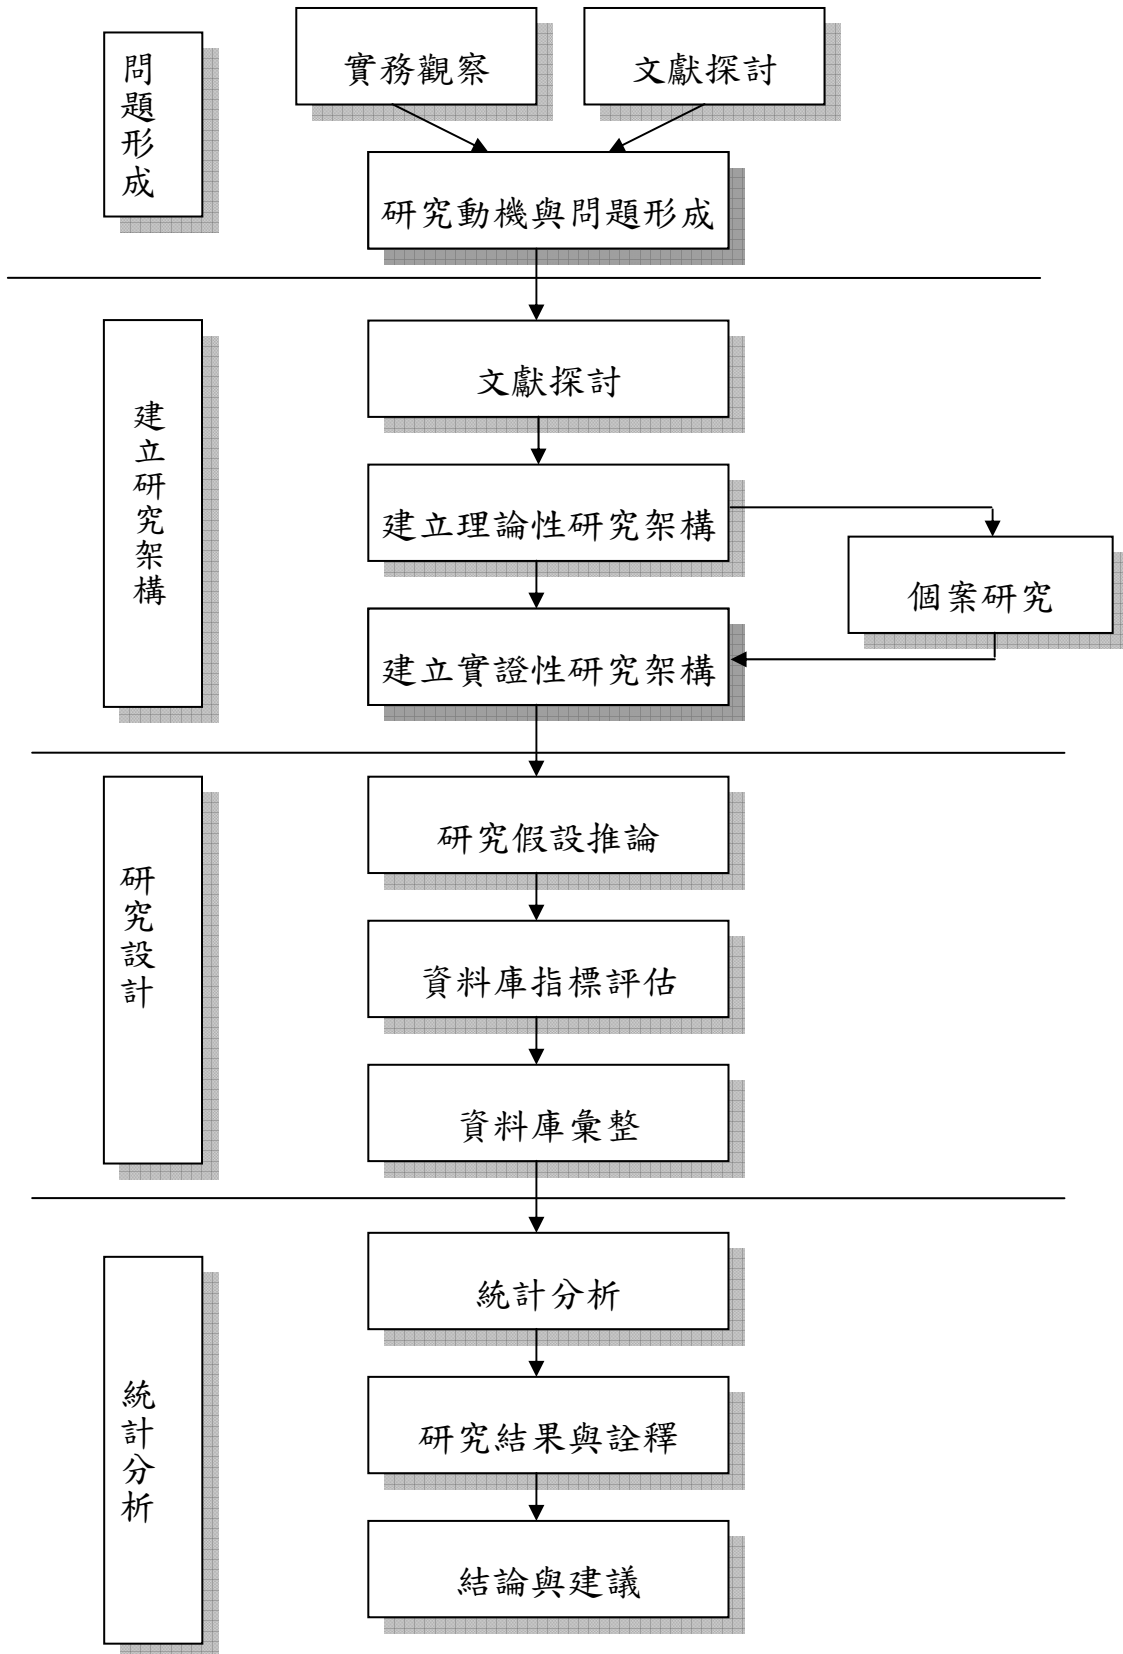 問題形成
實務觀察
文獻探討
研究動機與問題形成
建立研究架構
文獻探討
建立理論性研究架構
個案研究
建立實證性研究架構
研究設計
研究假設推論
資料庫指標評估
資料庫彙整
統計分析
統計分析
研究結果與詮釋
結論與建議